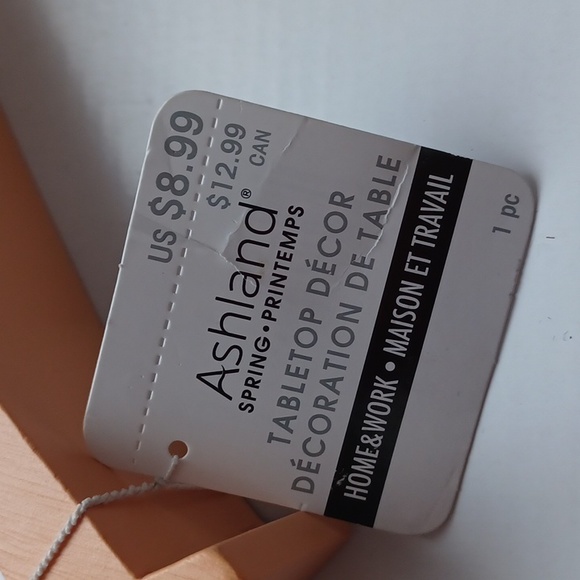 US $8.99
$12.99 CAN
Ashland®
SPRING•PRINTEMPS
TABLETOP DÉCOR
DÉCORATION DE TABLE
HOME&WORK • MAISON ET TRAVAIL
1 pc